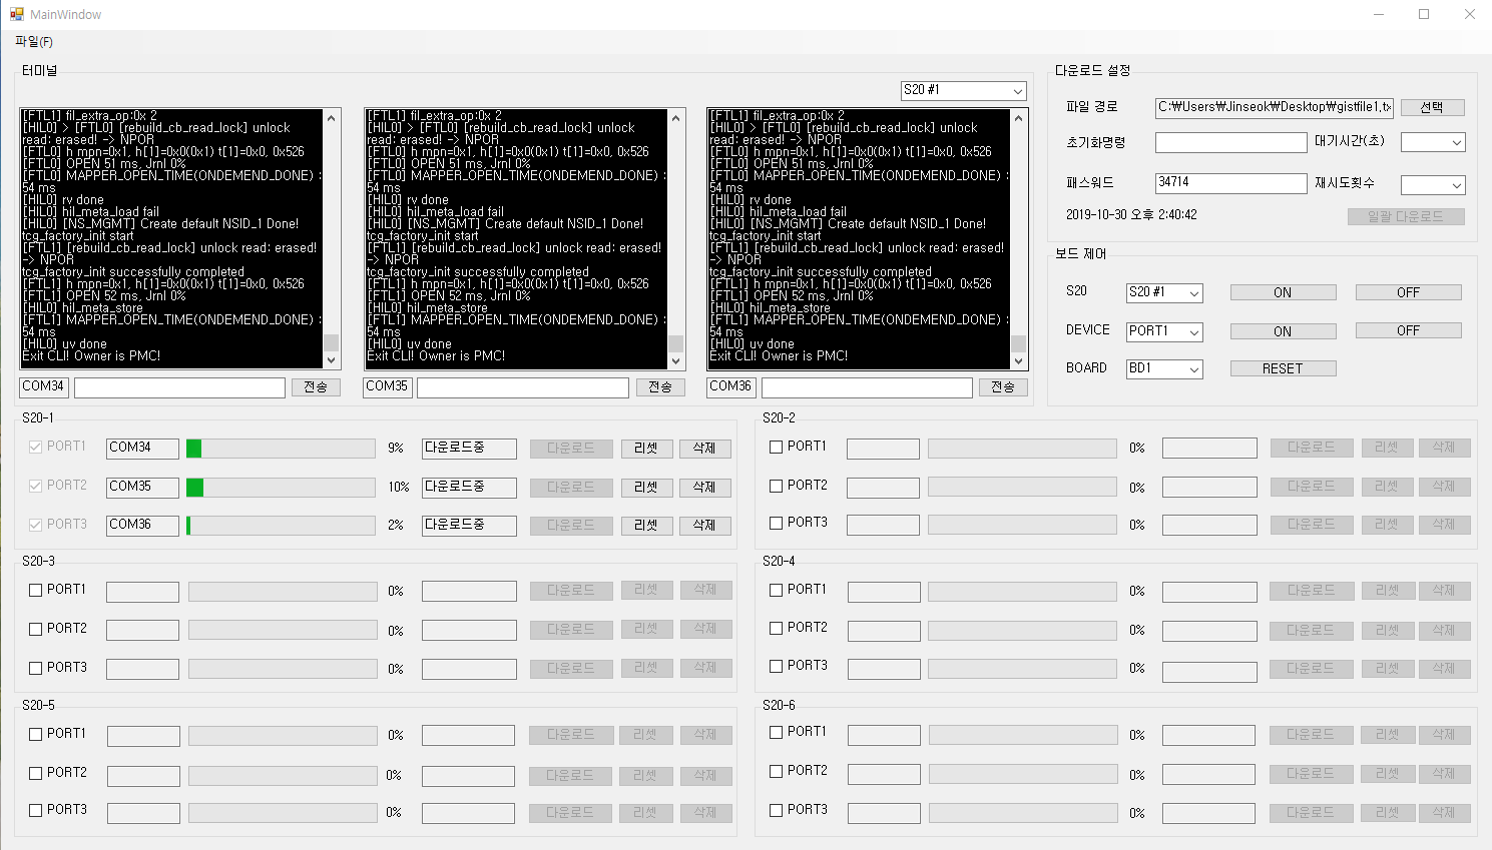 MainWindow
파일(F)
터미널
S20 #1
[FTL1] fil_extra_op:0x 2
[HIL0] > [FTL0] [rebuild_cb_read_lock] unlock
read: erased! -> NPOR
[FTL0] h mpn=0x1, h[1]=0x0(0x1) t[1]=0x0, 0x526
[FTL0] OPEN 51 ms, Jrnl 0%
[FTL0] MAPPER_OPEN_TIME(ONDEMEND_DONE) :
54 ms
[HIL0] rv done
[HIL0] hil_meta_load fail
[HIL0] [NS_MGMT] Create default NSID_1 Done!
tcg_factory_init start
[FTL1] [rebuild_cb_read_lock] unlock read: erased!
-> NPOR
tcg_factory_init successfully completed
[FTL1] h mpn=0x1, h[1]=0x0(0x1) t[1]=0x0, 0x526
[FTL1] OPEN 52 ms, Jrnl 0%
[HIL0] hil_meta_store
[FTL1] MAPPER_OPEN_TIME(ONDEMEND_DONE) :
54 ms
[HIL0] uv done
Exit CLI! Owner is PMC!
COM34
전송
[FTL1] fil_extra_op:0x 2
[HIL0] > [FTL0] [rebuild_cb_read_lock] unlock
read: erased! -> NPOR
[FTL0] h mpn=0x1, h[1]=0x0(0x1) t[1]=0x0, 0x526
[FTL0] OPEN 51 ms, Jrnl 0%
[FTL0] MAPPER_OPEN_TIME(ONDEMEND_DONE) :
54 ms
[HIL0] rv done
[HIL0] hil_meta_load fail
[HIL0] [NS_MGMT] Create default NSID_1 Done!
tcg_factory_init start
[FTL1] [rebuild_cb_read_lock] unlock read: erased!
-> NPOR
tcg_factory_init successfully completed
[FTL1] h mpn=0x1, h[1]=0x0(0x1) t[1]=0x0, 0x526
[FTL1] OPEN 52 ms, Jrnl 0%
[HIL0] hil_meta_store
[FTL1] MAPPER_OPEN_TIME(ONDEMEND_DONE) :
54 ms
[HIL0] uv done
Exit CLI! Owner is PMC!
COM35
전송
[FTL1] fil_extra_op:0x 2
[HIL0] > [FTL0] [rebuild_cb_read_lock] unlock
read: erased! -> NPOR
[FTL0] h mpn=0x1, h[1]=0x0(0x1) t[1]=0x0, 0x526
[FTL0] OPEN 51 ms, Jrnl 0%
[FTL0] MAPPER_OPEN_TIME(ONDEMEND_DONE) :
54 ms
[HIL0] rv done
[HIL0] hil_meta_load fail
[HIL0] [NS_MGMT] Create default NSID_1 Done!
tcg_factory_init start
[FTL1] [rebuild_cb_read_lock] unlock read: erased!
-> NPOR
tcg_factory_init successfully completed
[FTL1] h mpn=0x1, h[1]=0x0(0x1) t[1]=0x0, 0x526
[FTL1] OPEN 52 ms, Jrnl 0%
[HIL0] hil_meta_store
[FTL1] MAPPER_OPEN_TIME(ONDEMEND_DONE) :
54 ms
[HIL0] uv done
Exit CLI! Owner is PMC!
COM36
전송
다운로드 설정
파일 경로 C:₩Users₩Jinseok₩Desktop₩gistfile1,tx 선택
초기화명령 대기시간(초)
패스워드 34714 재시도횟수
2019-10-30 오후 2:40:42 일괄 다운로드
보드 제어
S20 S20 #1 ON OFF
DEVICE PORT1 ON OFF
BOARD BD1 RESET
S20-1
PORT1 COM34 9% 다운로드중 다운로드 리셋 삭제
PORT2 COM35 10% 다운로드중 다운로드 리셋 삭제
PORT3 COM36 2% 다운로드중 다운로드 리셋 삭제
S20-2
PORT1 0% 다운로드 리셋 삭제
PORT2 0% 다운로드 리셋 삭제
PORT3 0% 다운로드 리셋 삭제
S20-3
PORT1 0% 다운로드 리셋 삭제
PORT2 0% 다운로드 리셋 삭제
PORT3 0% 다운로드 리셋 삭제
S20-4
PORT1 0% 다운로드 리셋 삭제
PORT2 0% 다운로드 리셋 삭제
PORT3 0% 다운로드 리셋 삭제
S20-5
PORT1 0% 다운로드 리셋 삭제
PORT2 0% 다운로드 리셋 삭제
PORT3 0% 다운로드 리셋 삭제
S20-6
PORT1 0% 다운로드 리셋 삭제
PORT2 0% 다운로드 리셋 삭제
PORT3 0% 다운로드 리셋 삭제